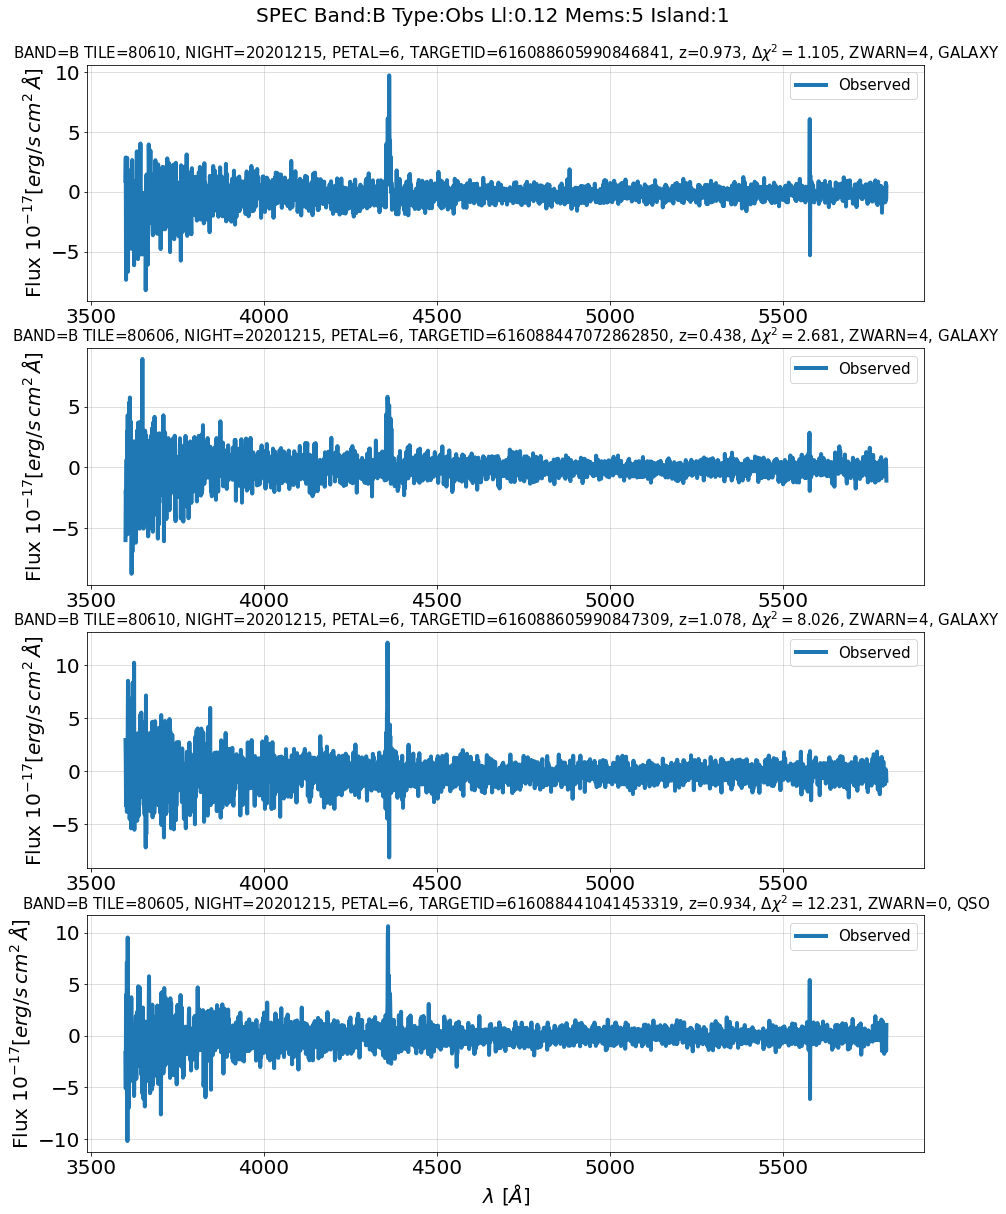 SPEC Band:B Type:Obs Ll:0.12 Mems:5 Island:1
BAND=B TILE=80610, NIGHT=20201215, PETAL=6, TARGETID=616088605990846841, z=0.973, Δχ² = 1.105, ZWARN=4, GALAXY
Flux 10⁻¹⁷[erg/s cm² Å]
10
5
0
−5
Observed
3500 4000 4500 5000 5500
BAND=B TILE=80606, NIGHT=20201215, PETAL=6, TARGETID=616088447072862850, z=0.438, Δχ² = 2.681, ZWARN=4, GALAXY
Flux 10⁻¹⁷[erg/s cm² Å]
5
0
−5
Observed
3500 4000 4500 5000 5500
BAND=B TILE=80610, NIGHT=20201215, PETAL=6, TARGETID=616088605990847309, z=1.078, Δχ² = 8.026, ZWARN=4, GALAXY
Flux 10⁻¹⁷[erg/s cm² Å]
10
5
0
−5
Observed
3500 4000 4500 5000 5500
BAND=B TILE=80605, NIGHT=20201215, PETAL=6, TARGETID=616088441041453319, z=0.934, Δχ² = 12.231, ZWARN=0, QSO
Flux 10⁻¹⁷[erg/s cm² Å]
10
5
0
−5
−10
Observed
3500 4000 4500 5000 5500
λ [Å]